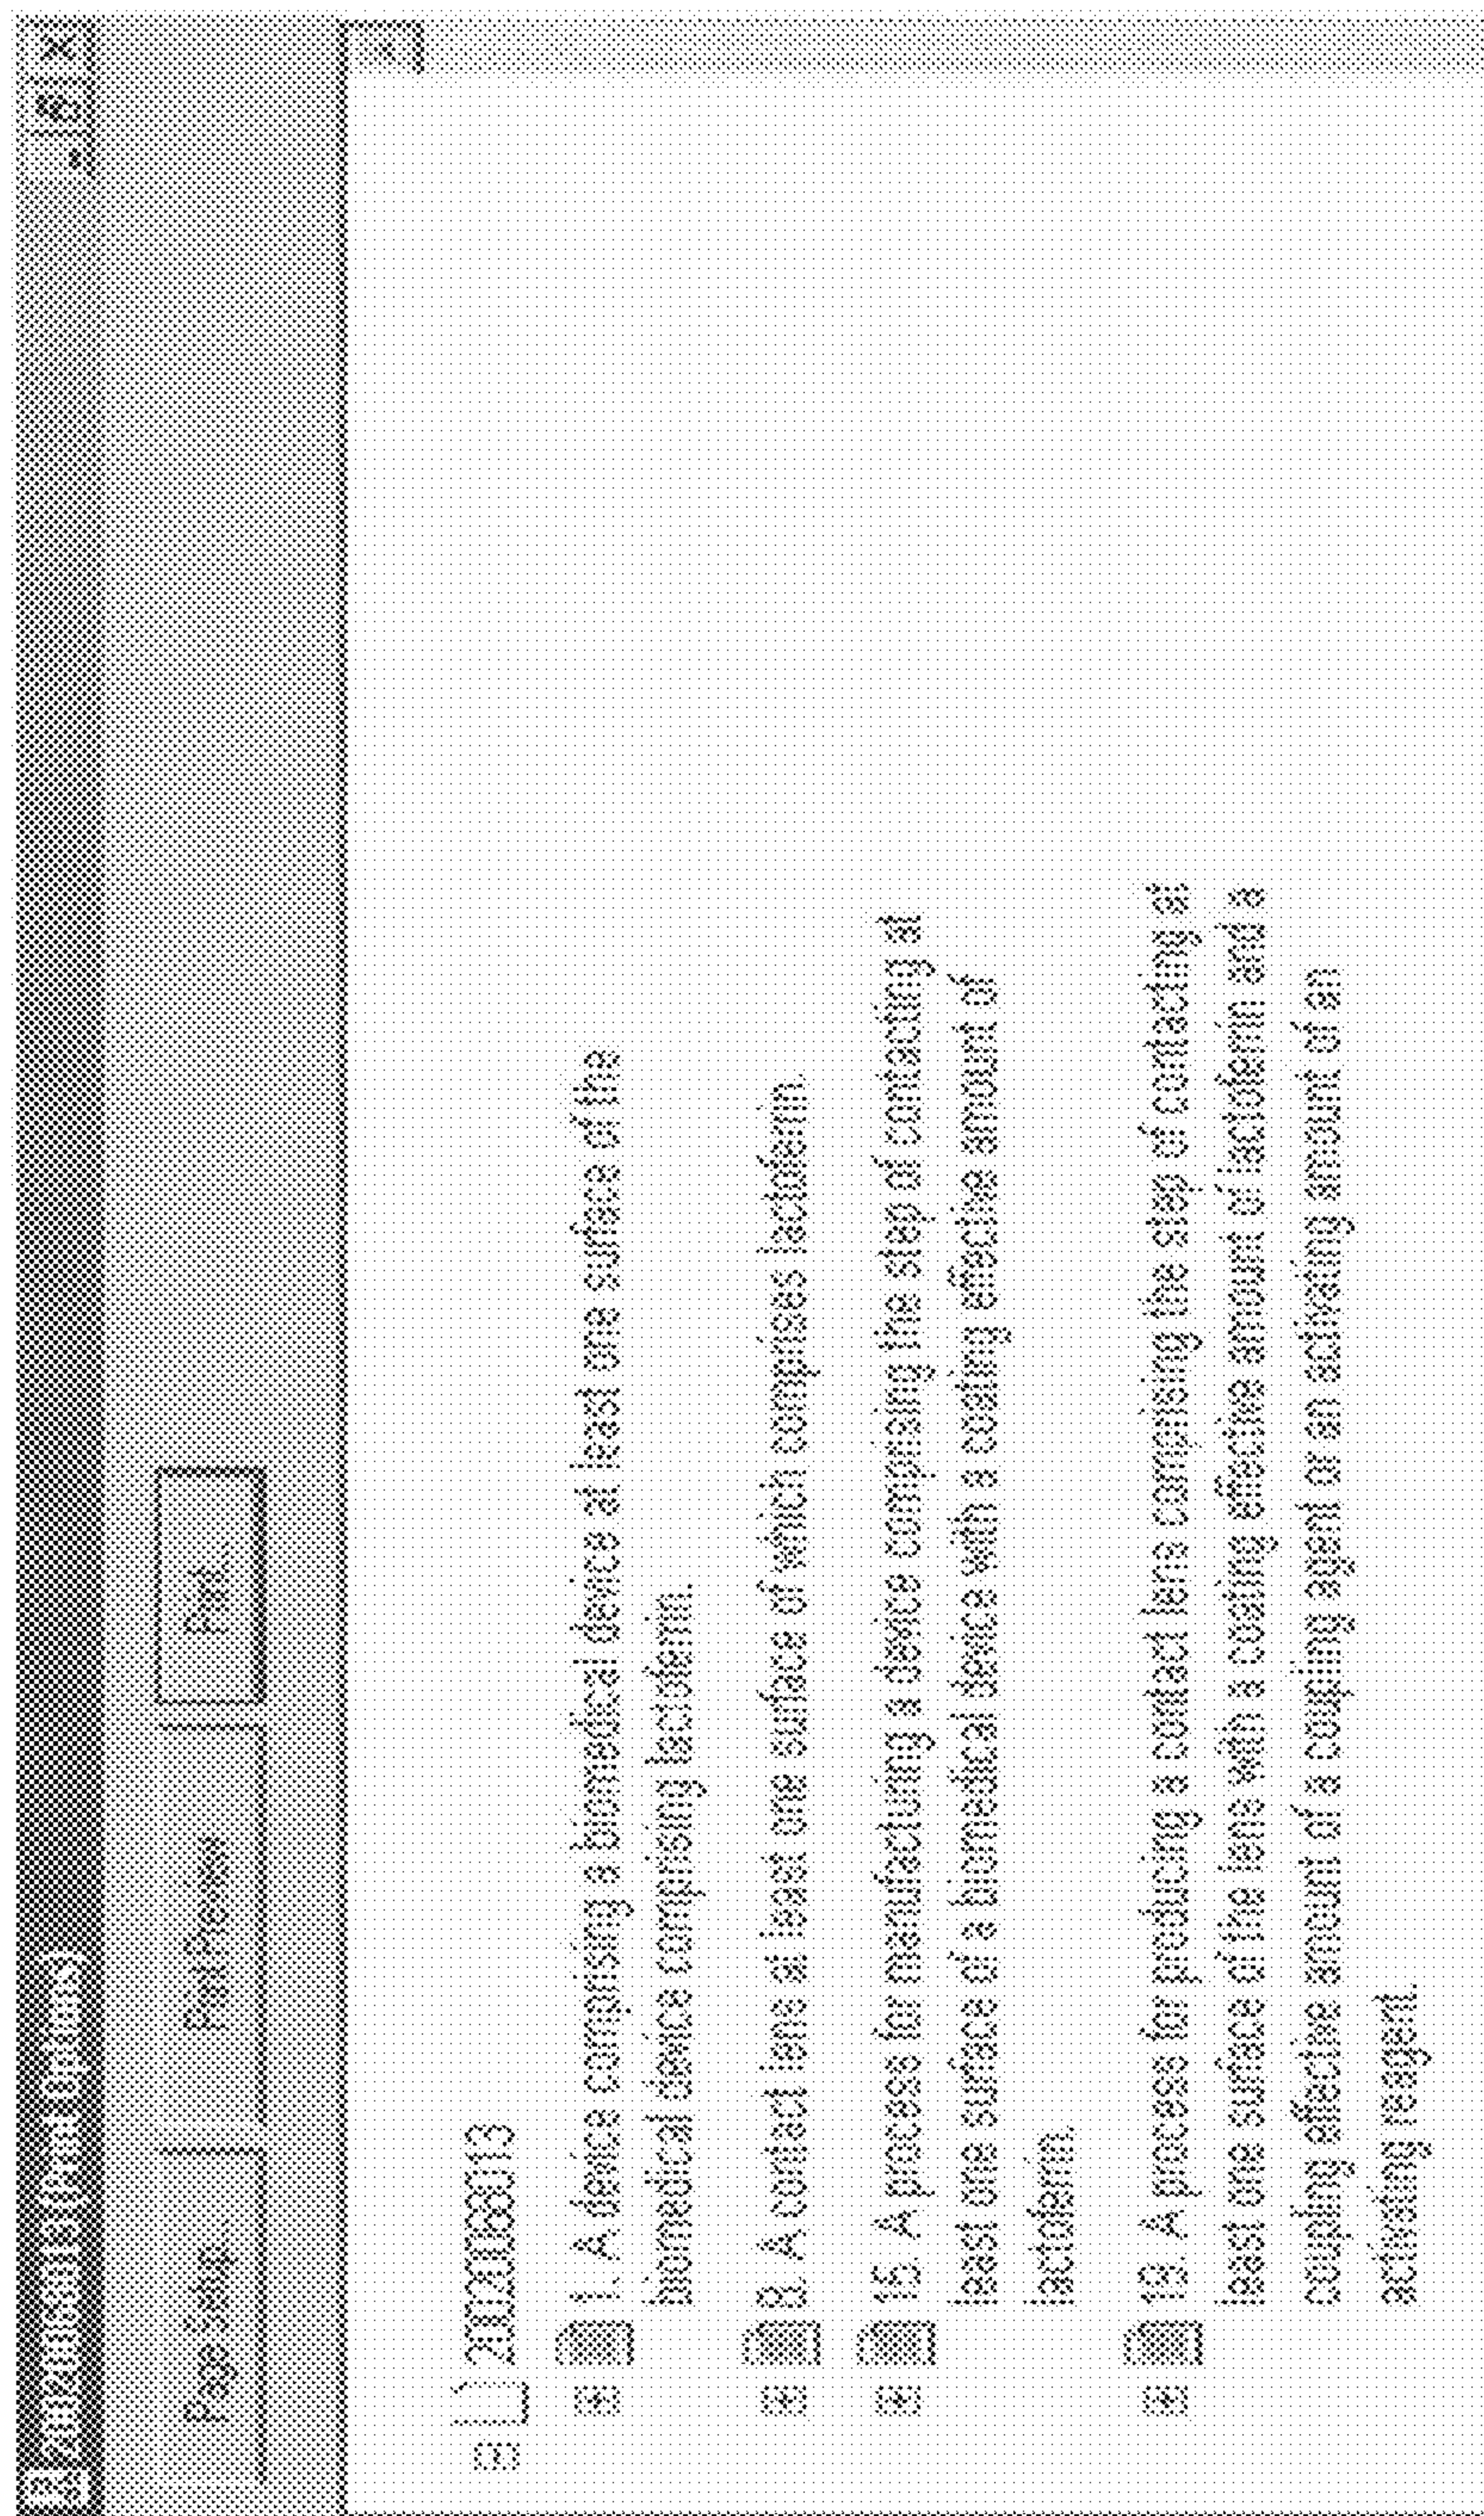 20020068013 (Print Options)
Page Setup... Print Preview Print...
20020068013
1. A device comprising a biomedical device at least one surface of the
biomedical device comprising lactoferrin.
8. A contact lens at least one surface of which comprises lactoferrin.
15. A process for manufacturing a device comprising the step of contacting at
least one surface of a biomedical device with a coating effective amount of
lactoferrin.
19. A process for producing a contact lens comprising the step of contacting at
least one surface of the lens with a coating effective amount of lactoferrin and a
coupling effective amount of a coupling agent or an activating amount of an
activating reagent.